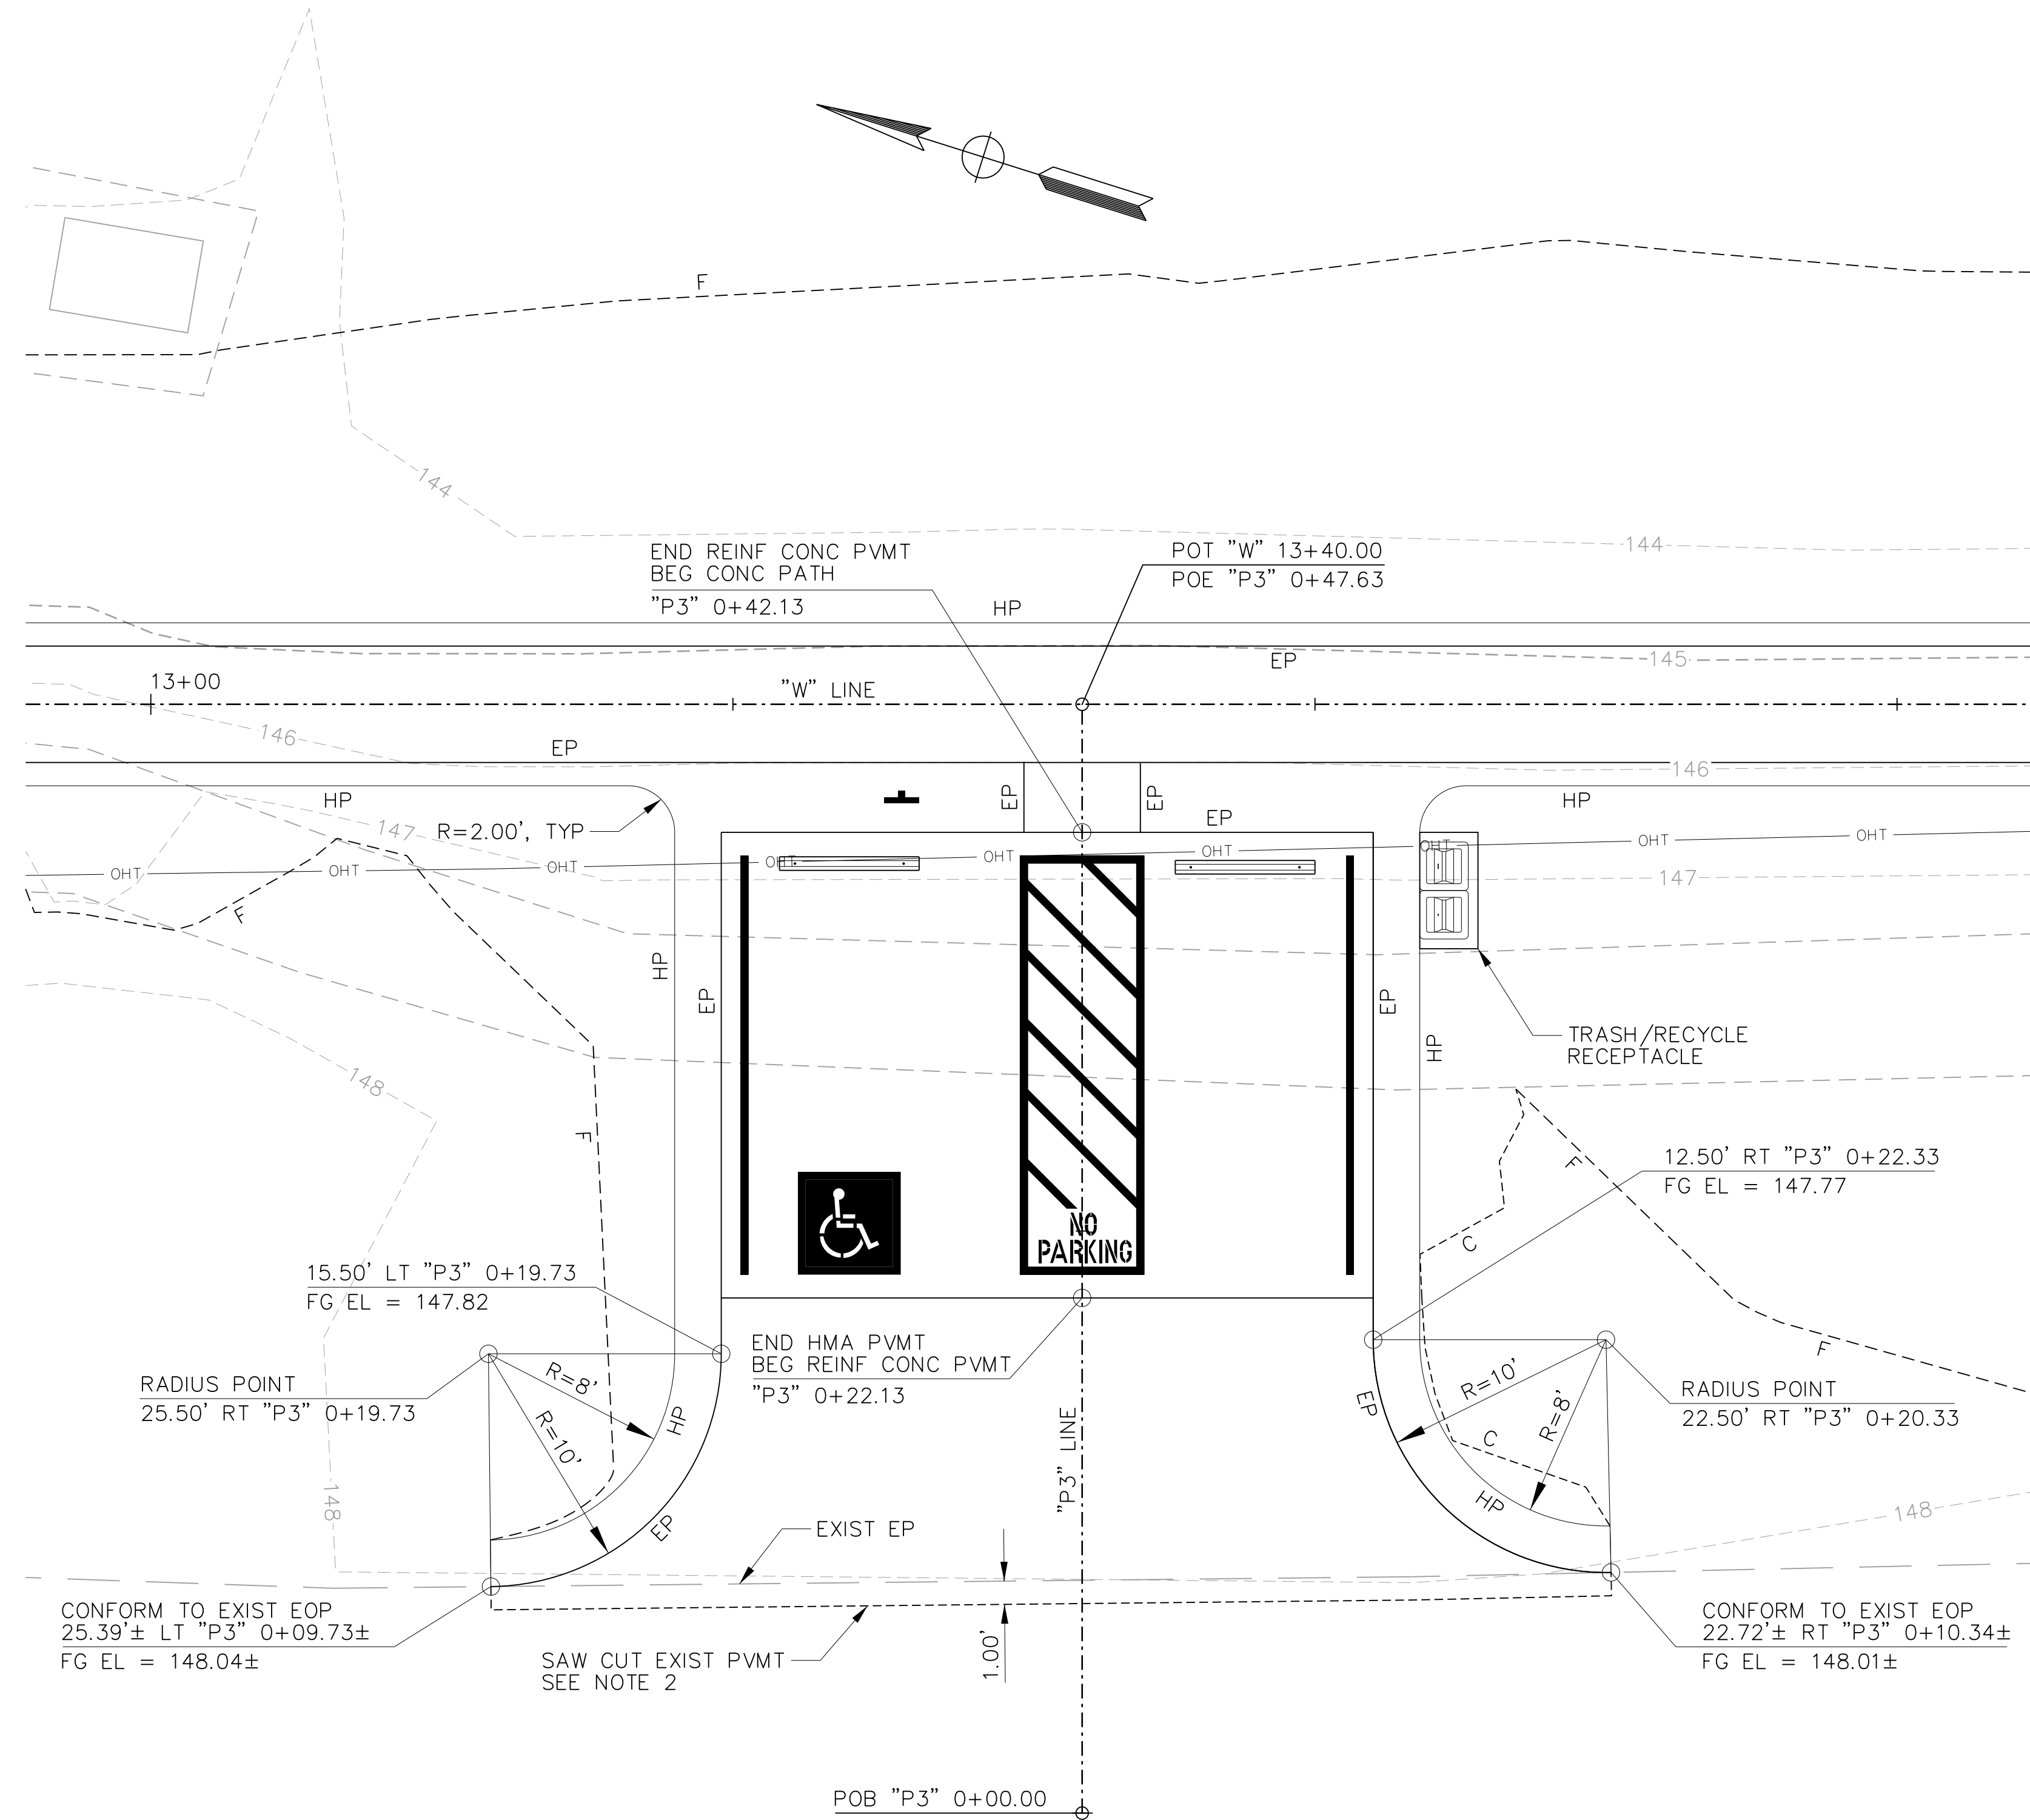 F
144
END REINF CONC PVMT
BEG CONC PATH
"P3" 0+42.13
POT "W" 13+40.00
POE "P3" 0+47.63
144
HP
EP
145
13+00
"W" LINE
146
EP
146
HP
HP
EP
EP
EP
147
R=2.00', TYP
OHT
OHT
OHT
OHT
OHT
OHT
OHT
OHT
OHT
147
F
HP
EP
EP
HP
TRASH/RECYCLE
RECEPTACLE
148
F
F
12.50' RT "P3" 0+22.33
FG EL = 147.77
NO
PARKING
C
15.50' LT "P3" 0+19.73
FG EL = 147.82
END HMA PVMT
BEG REINF CONC PVMT
"P3" 0+22.13
F
RADIUS POINT
25.50' RT "P3" 0+19.73
R=8'
R=10'
HP
EP
"P3" LINE
EP
R=10'
R=8'
C
HP
RADIUS POINT
22.50' RT "P3" 0+20.33
148
148
EXIST EP
CONFORM TO EXIST EOP
25.39'± LT "P3" 0+09.73±
FG EL = 148.04±
SAW CUT EXIST PVMT
SEE NOTE 2
1.00'
CONFORM TO EXIST EOP
22.72'± RT "P3" 0+10.34±
FG EL = 148.01±
POB "P3" 0+00.00